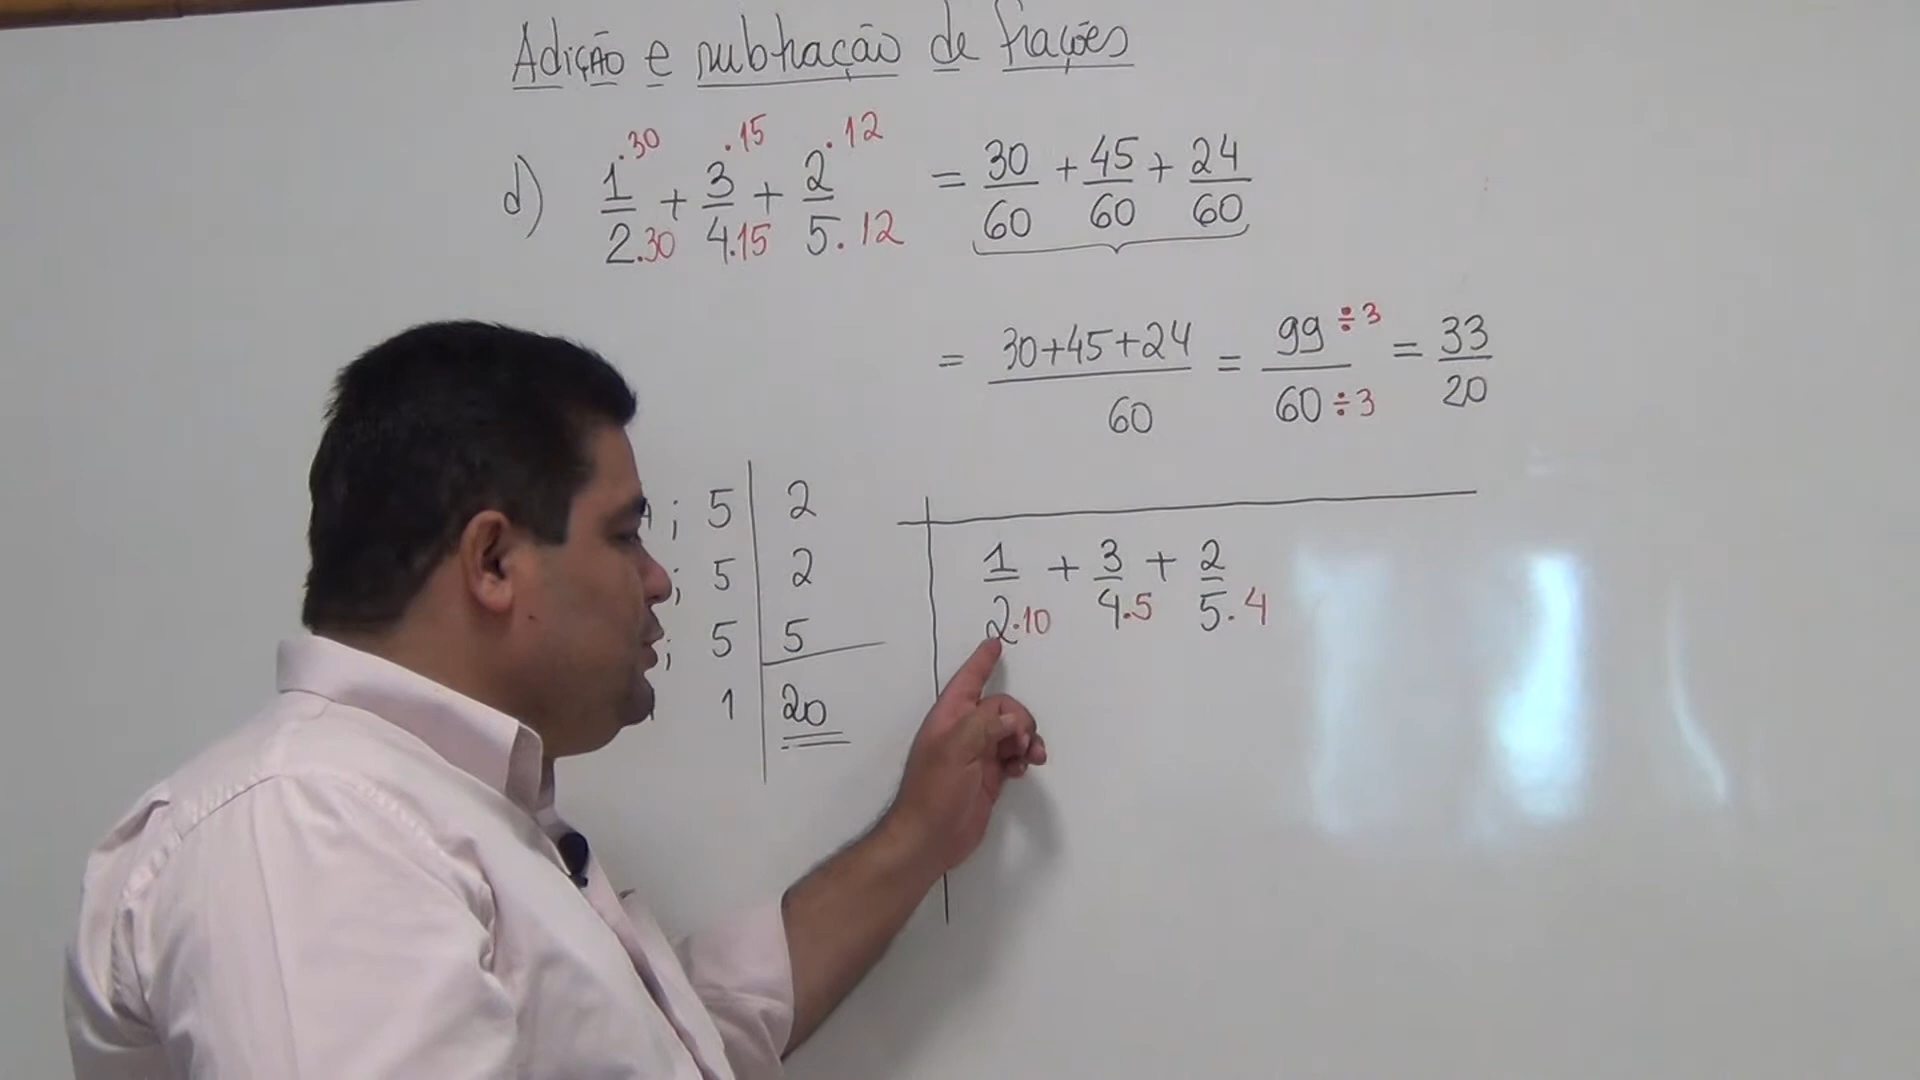 Adição e subtração de frações
d) 1/2 + 3/4 + 2/5 = 30/60 + 45/60 + 24/60
.30 .15 .12
.30 .15 .12
= 30+45+24/60 = 99÷3/60÷3 = 33/20
; 5 | 2
; 5 | 2
; 5 | 5
1 | 20
1/2.10 + 3/4.5 + 2/5.4